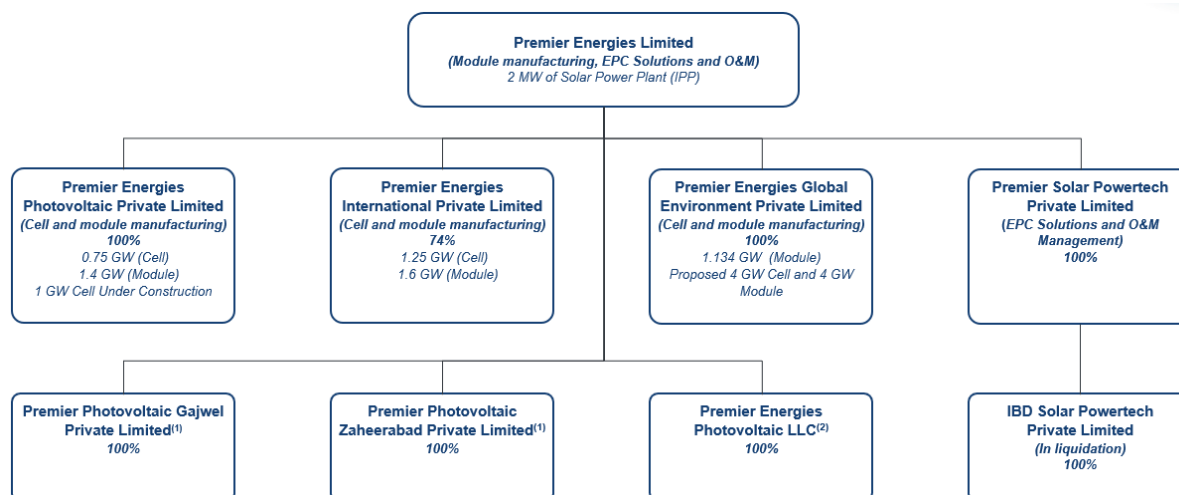 Premier Energies Limited
(Module manufacturing, EPC Solutions and O&M)
2 MW of Solar Power Plant (IPP)
Premier Energies
Photovoltaic Private Limited
(Cell and module manufacturing)
100%
0.75 GW (Cell)
1.4 GW (Module)
1 GW Cell Under Construction
Premier Energies
International Private Limited
(Cell and module manufacturing)
74%
1.25 GW (Cell)
1.6 GW (Module)
Premier Energies Global
Environment Private Limited
(Cell and module manufacturing)
100%
1.134 GW (Module)
Proposed 4 GW Cell and 4 GW
Module
Premier Solar Powertech
Private Limited
(EPC Solutions and O&M
Management)
100%
Premier Photovoltaic Gajwel
Private Limited(1)
100%
Premier Photovoltaic
Zaheerabad Private Limited(1)
100%
Premier Energies
Photovoltaic LLC(2)
100%
IBD Solar Powertech
Private Limited
(In liquidation)
100%